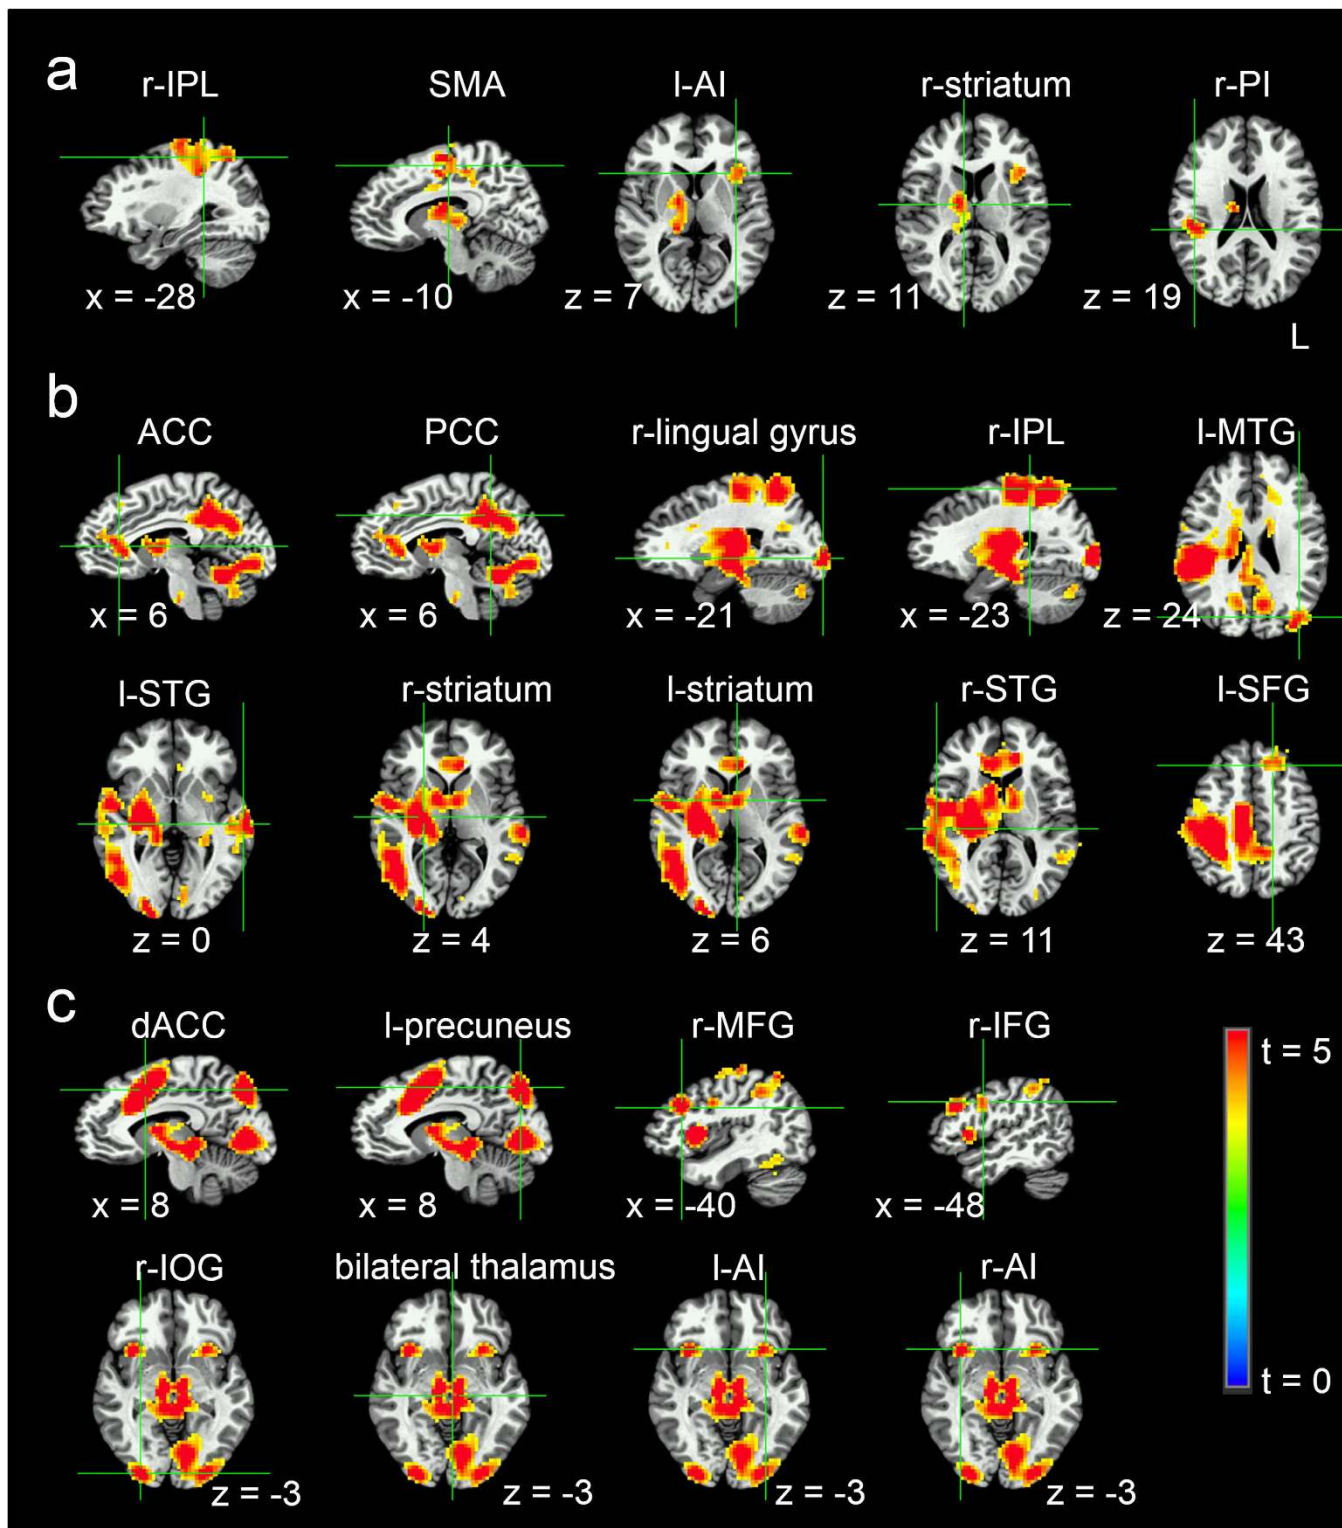 a
r-IPL SMA l-AI r-striatum r-PI
x = -28 x = -10 z = 7 z = 11 z = 19
L
b
ACC PCC r-lingual gyrus r-IPL l-MTG
x = 6 x = 6 x = -21 x = -23 z = 24
l-STG r-striatum l-striatum r-STG l-SFG
z = 0 z = 4 z = 6 z = 11 z = 43
c
dACC l-precuneus r-MFG r-IFG
t = 5
x = 8 x = 8 x = -40 x = -48
r-IOG bilateral thalamus l-AI r-AI
t = 0
z = -3 z = -3 z = -3 z = -3